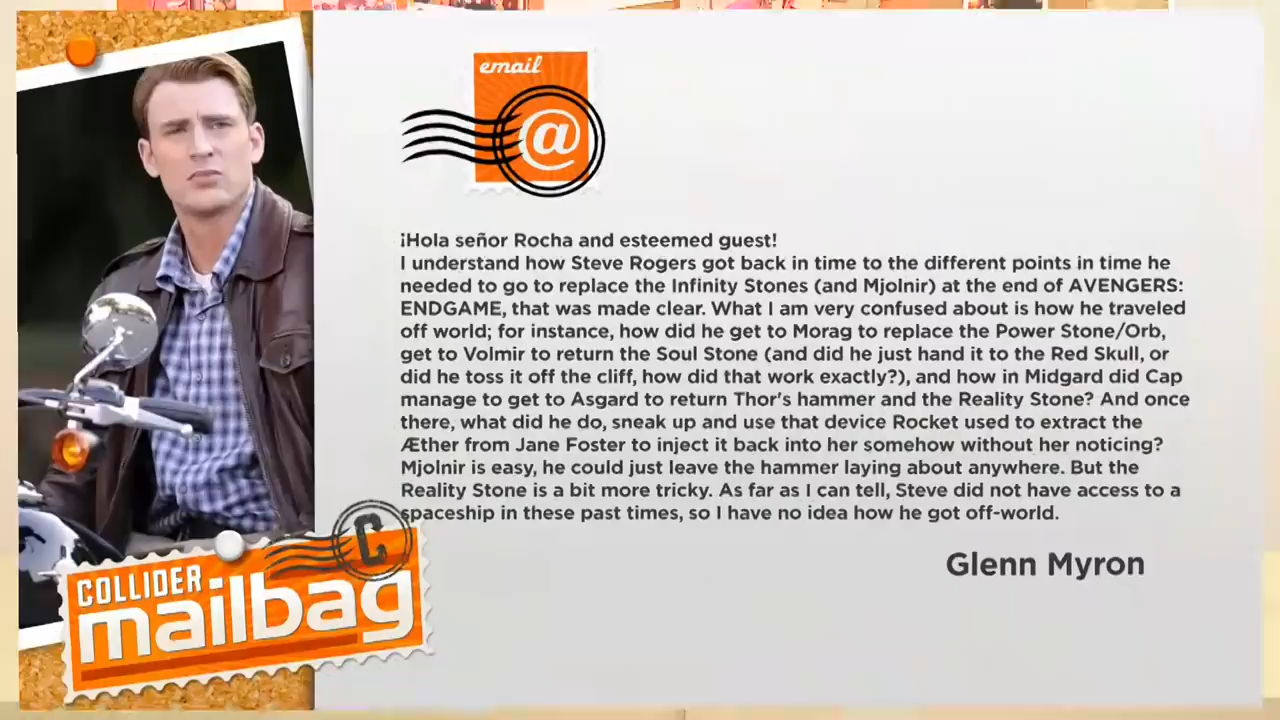 email
@
¡Hola señor Rocha and esteemed guest!
I understand how Steve Rogers got back in time to the different points in time he
needed to go to replace the Infinity Stones (and Mjolnir) at the end of AVENGERS:
ENDGAME, that was made clear. What I am very confused about is how he traveled
off world; for instance, how did he get to Morag to replace the Power Stone/Orb,
get to Volmir to return the Soul Stone (and did he just hand it to the Red Skull, or
did he toss it off the cliff, how did that work exactly?), and how in Midgard did Cap
manage to get to Asgard to return Thor's hammer and the Reality Stone? And once
there, what did he do, sneak up and use that device Rocket used to extract the
Æther from Jane Foster to inject it back into her somehow without her noticing?
Mjolnir is easy, he could just leave the hammer laying about anywhere. But the
Reality Stone is a bit more tricky. As far as I can tell, Steve did not have access to a
spaceship in these past times, so I have no idea how he got off-world.
Glenn Myron
C
COLLIDER
mailbag